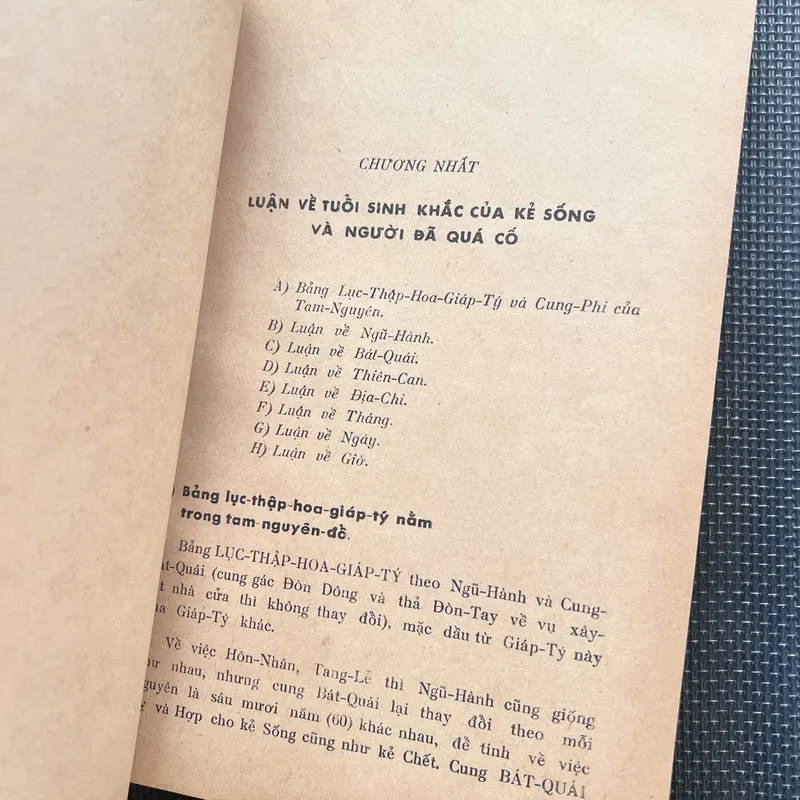 CHƯƠNG NHẤT
LUẬN VỀ TUỔI SINH KHẮC CỦA KẺ SỐNG
VÀ NGƯỜI ĐÃ QUÁ CỐ
A) Bảng Lục-Thập-Hoa-Giáp-Tý và Cung-Phi của
Tam-Nguyên.
B) Luận về Ngũ-Hành.
C) Luận về Bát-Quái.
D) Luận về Thiên-Can.
E) Luận về Địa-Chi.
F) Luận về Tháng.
G) Luận về Ngày.
H) Luận về Giờ.
) Bảng lục-thập-hoa-giáp-tý nằm
trong tam-nguyên-đồ.
Bảng LỤC-THẬP-HOA-GIÁP-TÝ theo Ngũ-Hành và Cung-
át-Quái (cung gác Đòn Dông và thả Đòn-Tay về vụ xây-
t nhà cửa thì không thay đổi), mặc dầu từ Giáp-Tý này
ua Giáp-Tý khác.
Về việc Hôn-Nhân, Tang-Lễ thì Ngũ-Hành cũng giống
hư nhau, nhưng cung Bát-Quái lại thay đổi theo mỗi
guyên là sáu mươi năm (60) khác nhau, để tính về việc
và Hợp cho kẻ Sống cũng như kẻ Chết. Cung BÁT-QUÁI